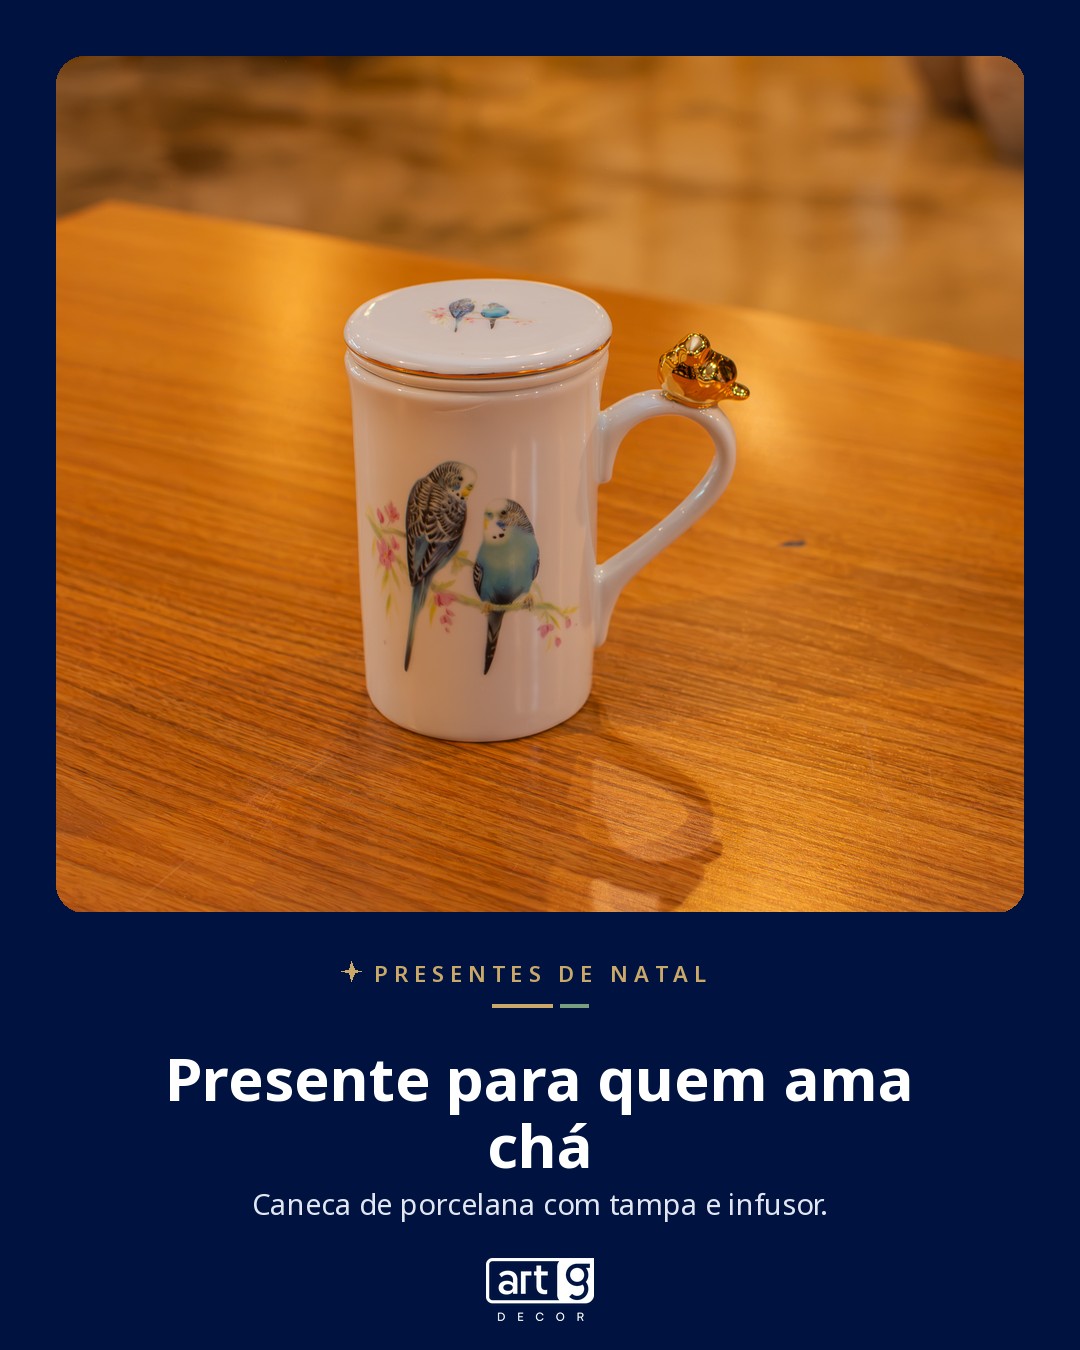 PRESENTES DE NATAL
Presente para quem ama
chá
Caneca de porcelana com tampa e infusor.
art g
DECOR